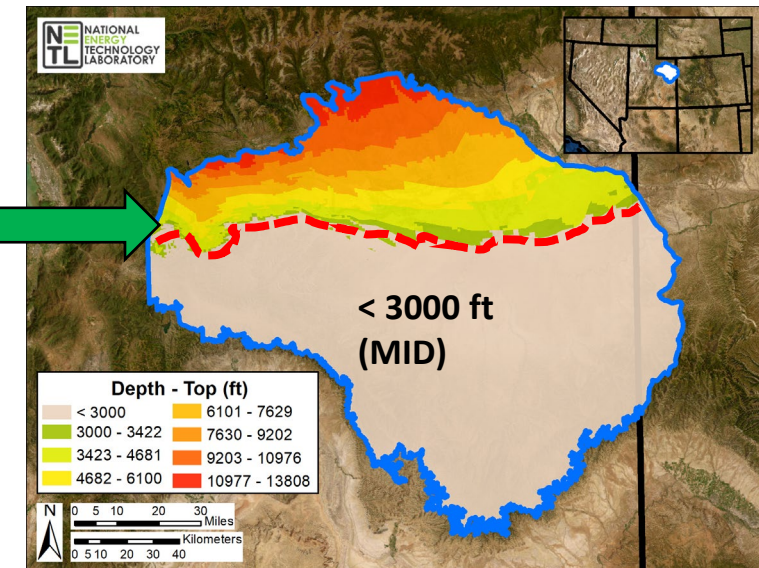 NE
TL
NATIONAL
ENERGY
TECHNOLOGY
LABORATORY
< 3000 ft
(MID)
Depth - Top (ft)
< 3000
3000 - 3422
3423 - 4681
4682 - 6100
6101 - 7629
7630 - 9202
9203 - 10976
10977 - 13808
N
0 5 10 20 30
Miles
Kilometers
0 5 10 20 30 40